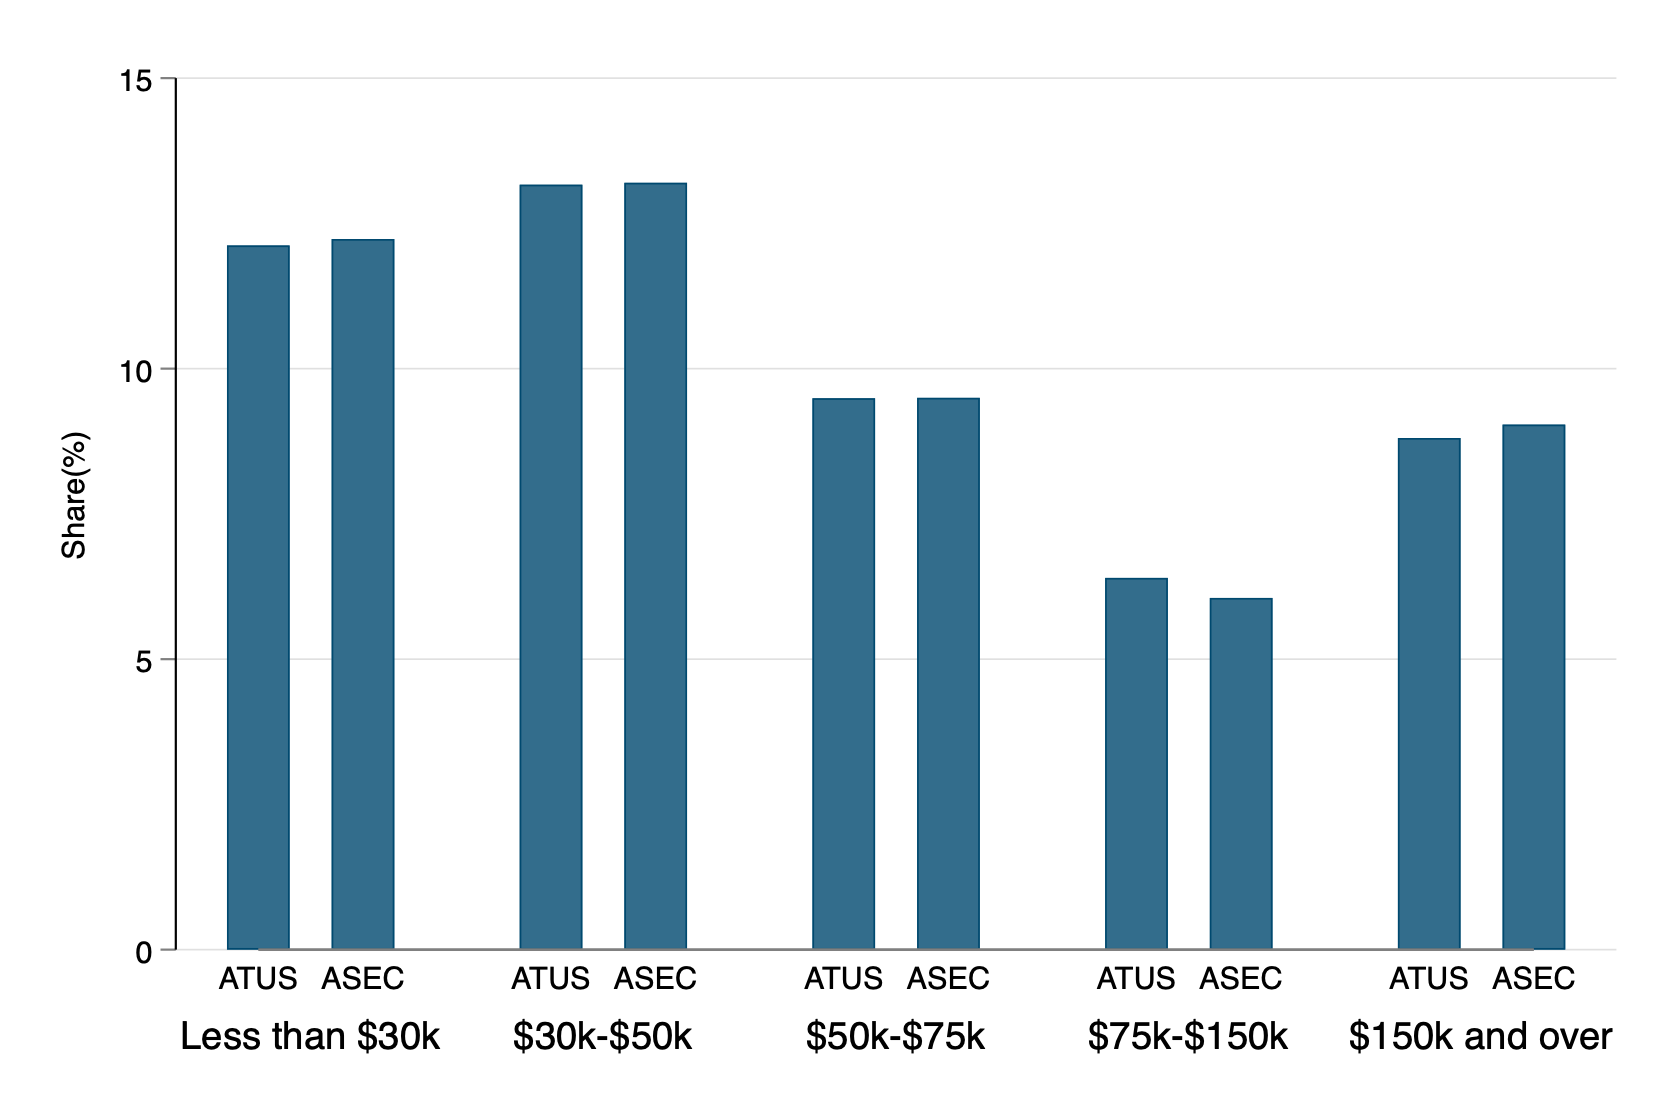 15
10
5
0
Share(%)
ATUS ASEC ATUS ASEC ATUS ASEC ATUS ASEC ATUS ASEC
Less than $30k $30k-$50k $50k-$75k $75k-$150k $150k and over